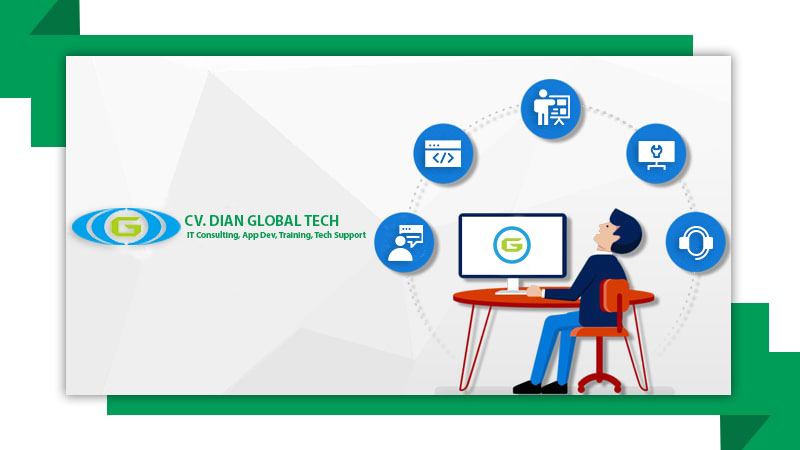 CV. DIAN GLOBAL TECH
IT Consulting, App Dev, Training, Tech Support
G
G